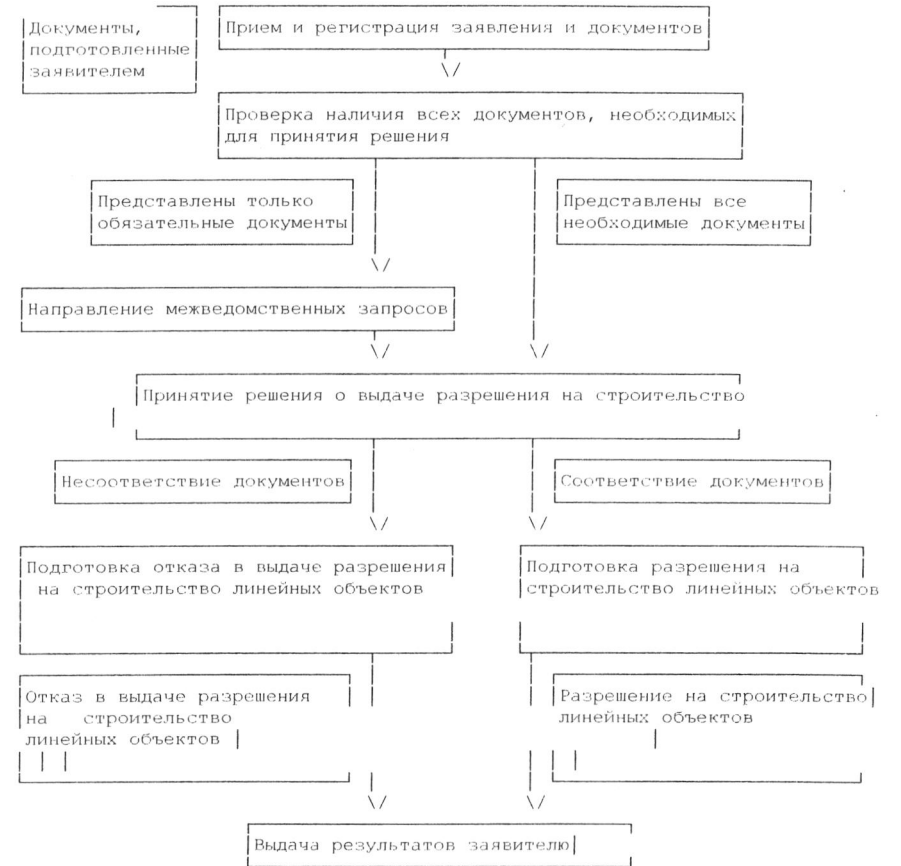 Документы,
подготовленные
заявителем
Прием и регистрация заявления и документов
Проверка наличия всех документов, необходимых
для принятия решения
Представлены только
обязательные документы
Представлены все
необходимые документы
Направление межведомственных запросов
Принятие решения о выдаче разрешения на строительство
Несоответствие документов
Соответствие документов
Подготовка отказа в выдаче разрешения
на строительство линейных объектов
Подготовка разрешения на
строительство линейных объектов
Отказ в выдаче разрешения
на строительство
линейных объектов
Разрешение на строительство
линейных объектов
Выдача результатов заявителю